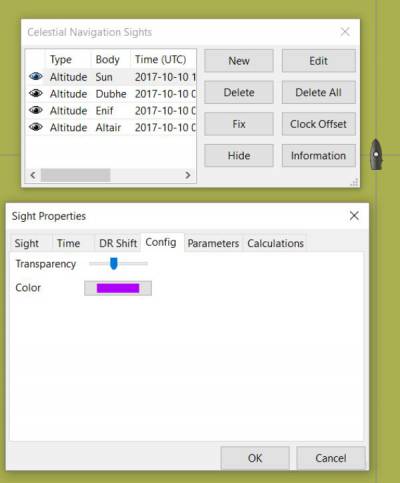 Celestial Navigation Sights
Type Body Time (UTC)
Altitude Sun 2017-10-10 1
Altitude Dubhe 2017-10-10 0
Altitude Enif 2017-10-10 0
Altitude Altair 2017-10-10 0
New Edit
Delete Delete All
Fix Clock Offset
Hide Information
Sight Properties
Sight Time DR Shift Config Parameters Calculations
Transparency
Color
OK Cancel